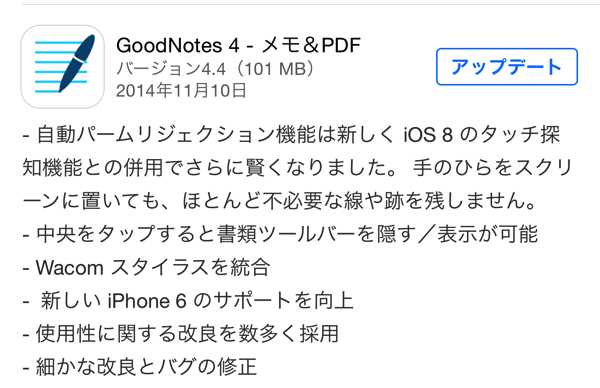 GoodNotes 4 - メモ＆PDF
バージョン4.4（101 MB）
アップデート
2014年11月10日
- 自動パームリジェクション機能は新しく iOS 8 のタッチ探
知機能との併用でさらに賢くなりました。 手のひらをスクリ
ーンに置いても、ほとんど不必要な線や跡を残しません。
- 中央をタップすると書類ツールバーを隠す／表示が可能
- Wacom スタイラスを統合
-  新しい iPhone 6 のサポートを向上
- 使用性に関する改良を数多く採用
- 細かな改良とバグの修正